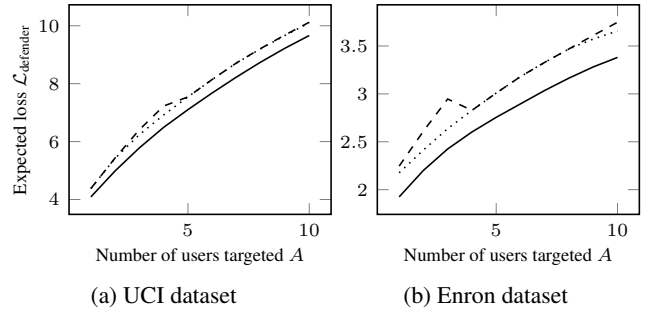 10
8
6
4
Expected loss ℒ_defender
5
10
Number of users targeted A
(a) UCI dataset
3.5
3
2.5
2
5
10
Number of users targeted A
(b) Enron dataset